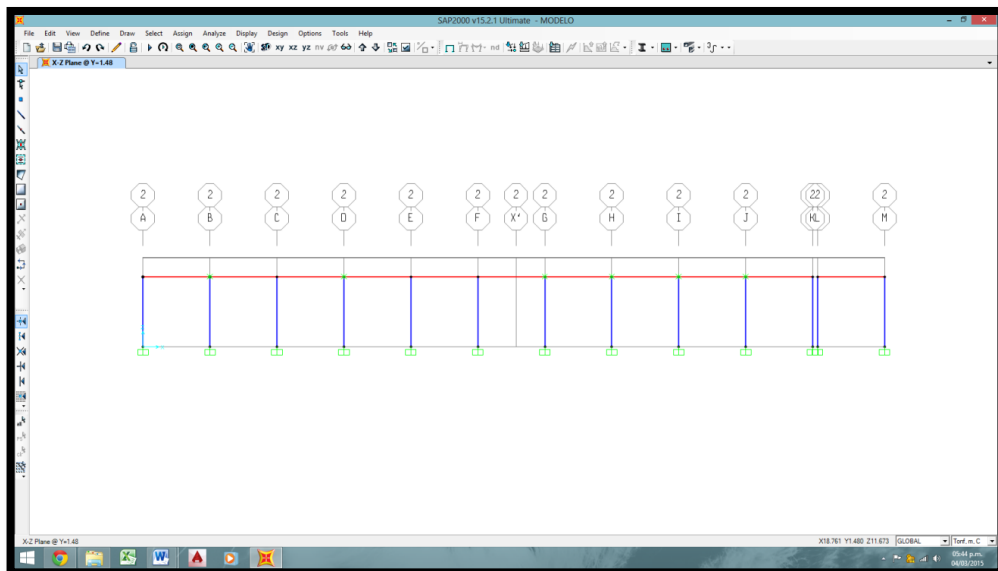 SAP2000 v15.2.1 Ultimate - MODELO
File Edit View Define Draw Select Assign Analyze Display Design Options Tools Help
xy xz yz nv nd
X-Z Plane @ Y=1.48
2 2 2 2 2 2 2 2 2 2 2 22 2
A B C D E F X' G H I J KL M
X-Z Plane @ Y=1.48
X18.761 Y1.480 Z11.673 GLOBAL Tonf, m, C
05:44 p.m.
04/03/2015